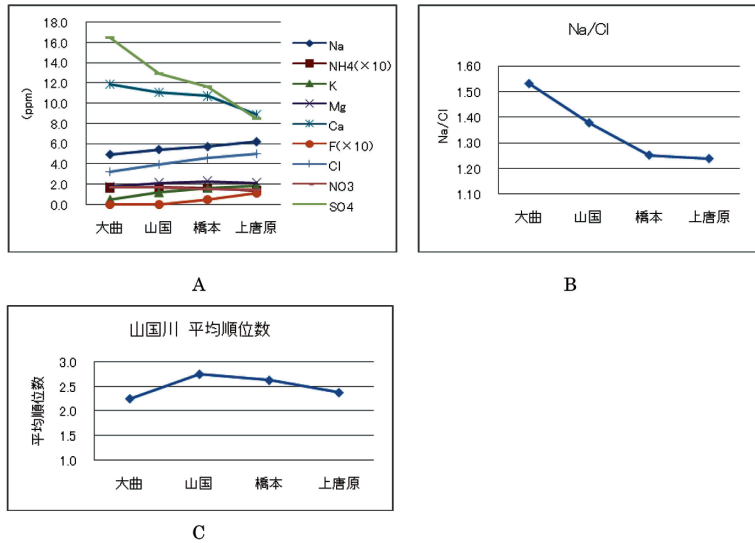 18.0
16.0
14.0
12.0
10.0
8.0
6.0
4.0
2.0
0.0
(ppm)
大曲 山国 橋本 上唐原
Na
NH4(×10)
K
Mg
Ca
F(×10)
Cl
NO3
SO4
A
Na/Cl
1.60
1.50
1.40
1.30
1.20
1.10
Na/Cl
大曲 山国 橋本 上唐原
B
山国川 平均順位数
3.0
2.5
2.0
1.5
1.0
平均順位数
大曲 山国 橋本 上唐原
C